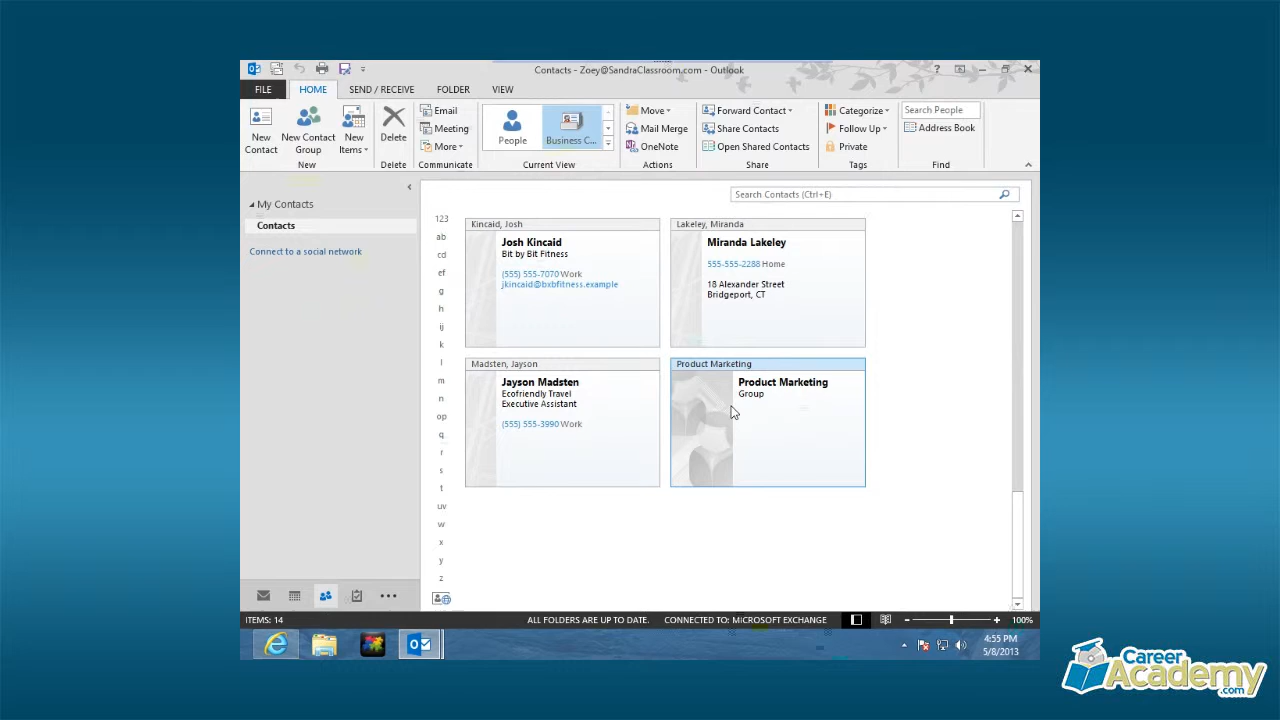 Contacts - Zoey@SandraClassroom.com - Outlook
?
FILE HOME SEND / RECEIVE FOLDER VIEW
New Contact
New Contact Group
New Items
New
Delete
Delete
Email
Meeting
More
Communicate
People
Business C...
Current View
Move
Mail Merge
OneNote
Actions
Forward Contact
Share Contacts
Open Shared Contacts
Share
Categorize
Follow Up
Private
Tags
Search People
Address Book
Find
My Contacts
Contacts
Connect to a social network
Search Contacts (Ctrl+E)
123
ab
cd
ef
g
h
ij
k
l
m
n
op
q
r
s
t
uv
w
x
y
z
Kincaid, Josh
Josh Kincaid
Bit by Bit Fitness
(555) 555-7070 Work
jkincaid@bxbfitness.example
Lakeley, Miranda
Miranda Lakeley
555-555-2288 Home
18 Alexander Street
Bridgeport, CT
Madsten, Jayson
Jayson Madsten
Ecofriendly Travel
Executive Assistant
(555) 555-3990 Work
Product Marketing
Product Marketing
Group
ITEMS: 14
ALL FOLDERS ARE UP TO DATE.
CONNECTED TO: MICROSOFT EXCHANGE
100%
4:55 PM
5/8/2013
Career
Academy
.com